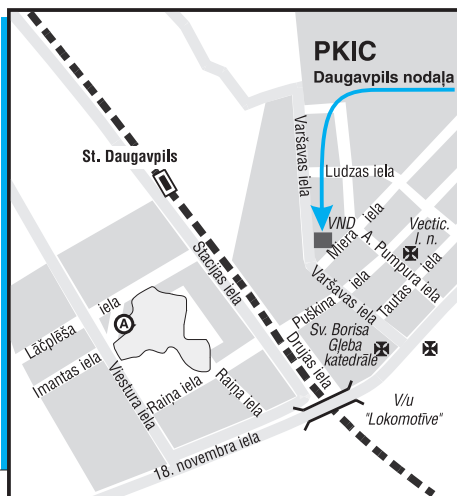 PKIC
Daugavpils nodaļa
Varšavas iela
Ludzas iela
St. Daugavpils
VND
Miera iela
Vectic.
l. n.
A. Pumpura iela
Stacijas iela
Varšavas iela
Tautas iela
Puškina iela
Lāčplēša iela
A
Sv. Borisa
Gļeba
katedrāle
Drujas iela
Imantas iela
Viestura iela
Raiņa iela
Raiņa iela
V/u
"Lokomotīve"
18. novembra iela